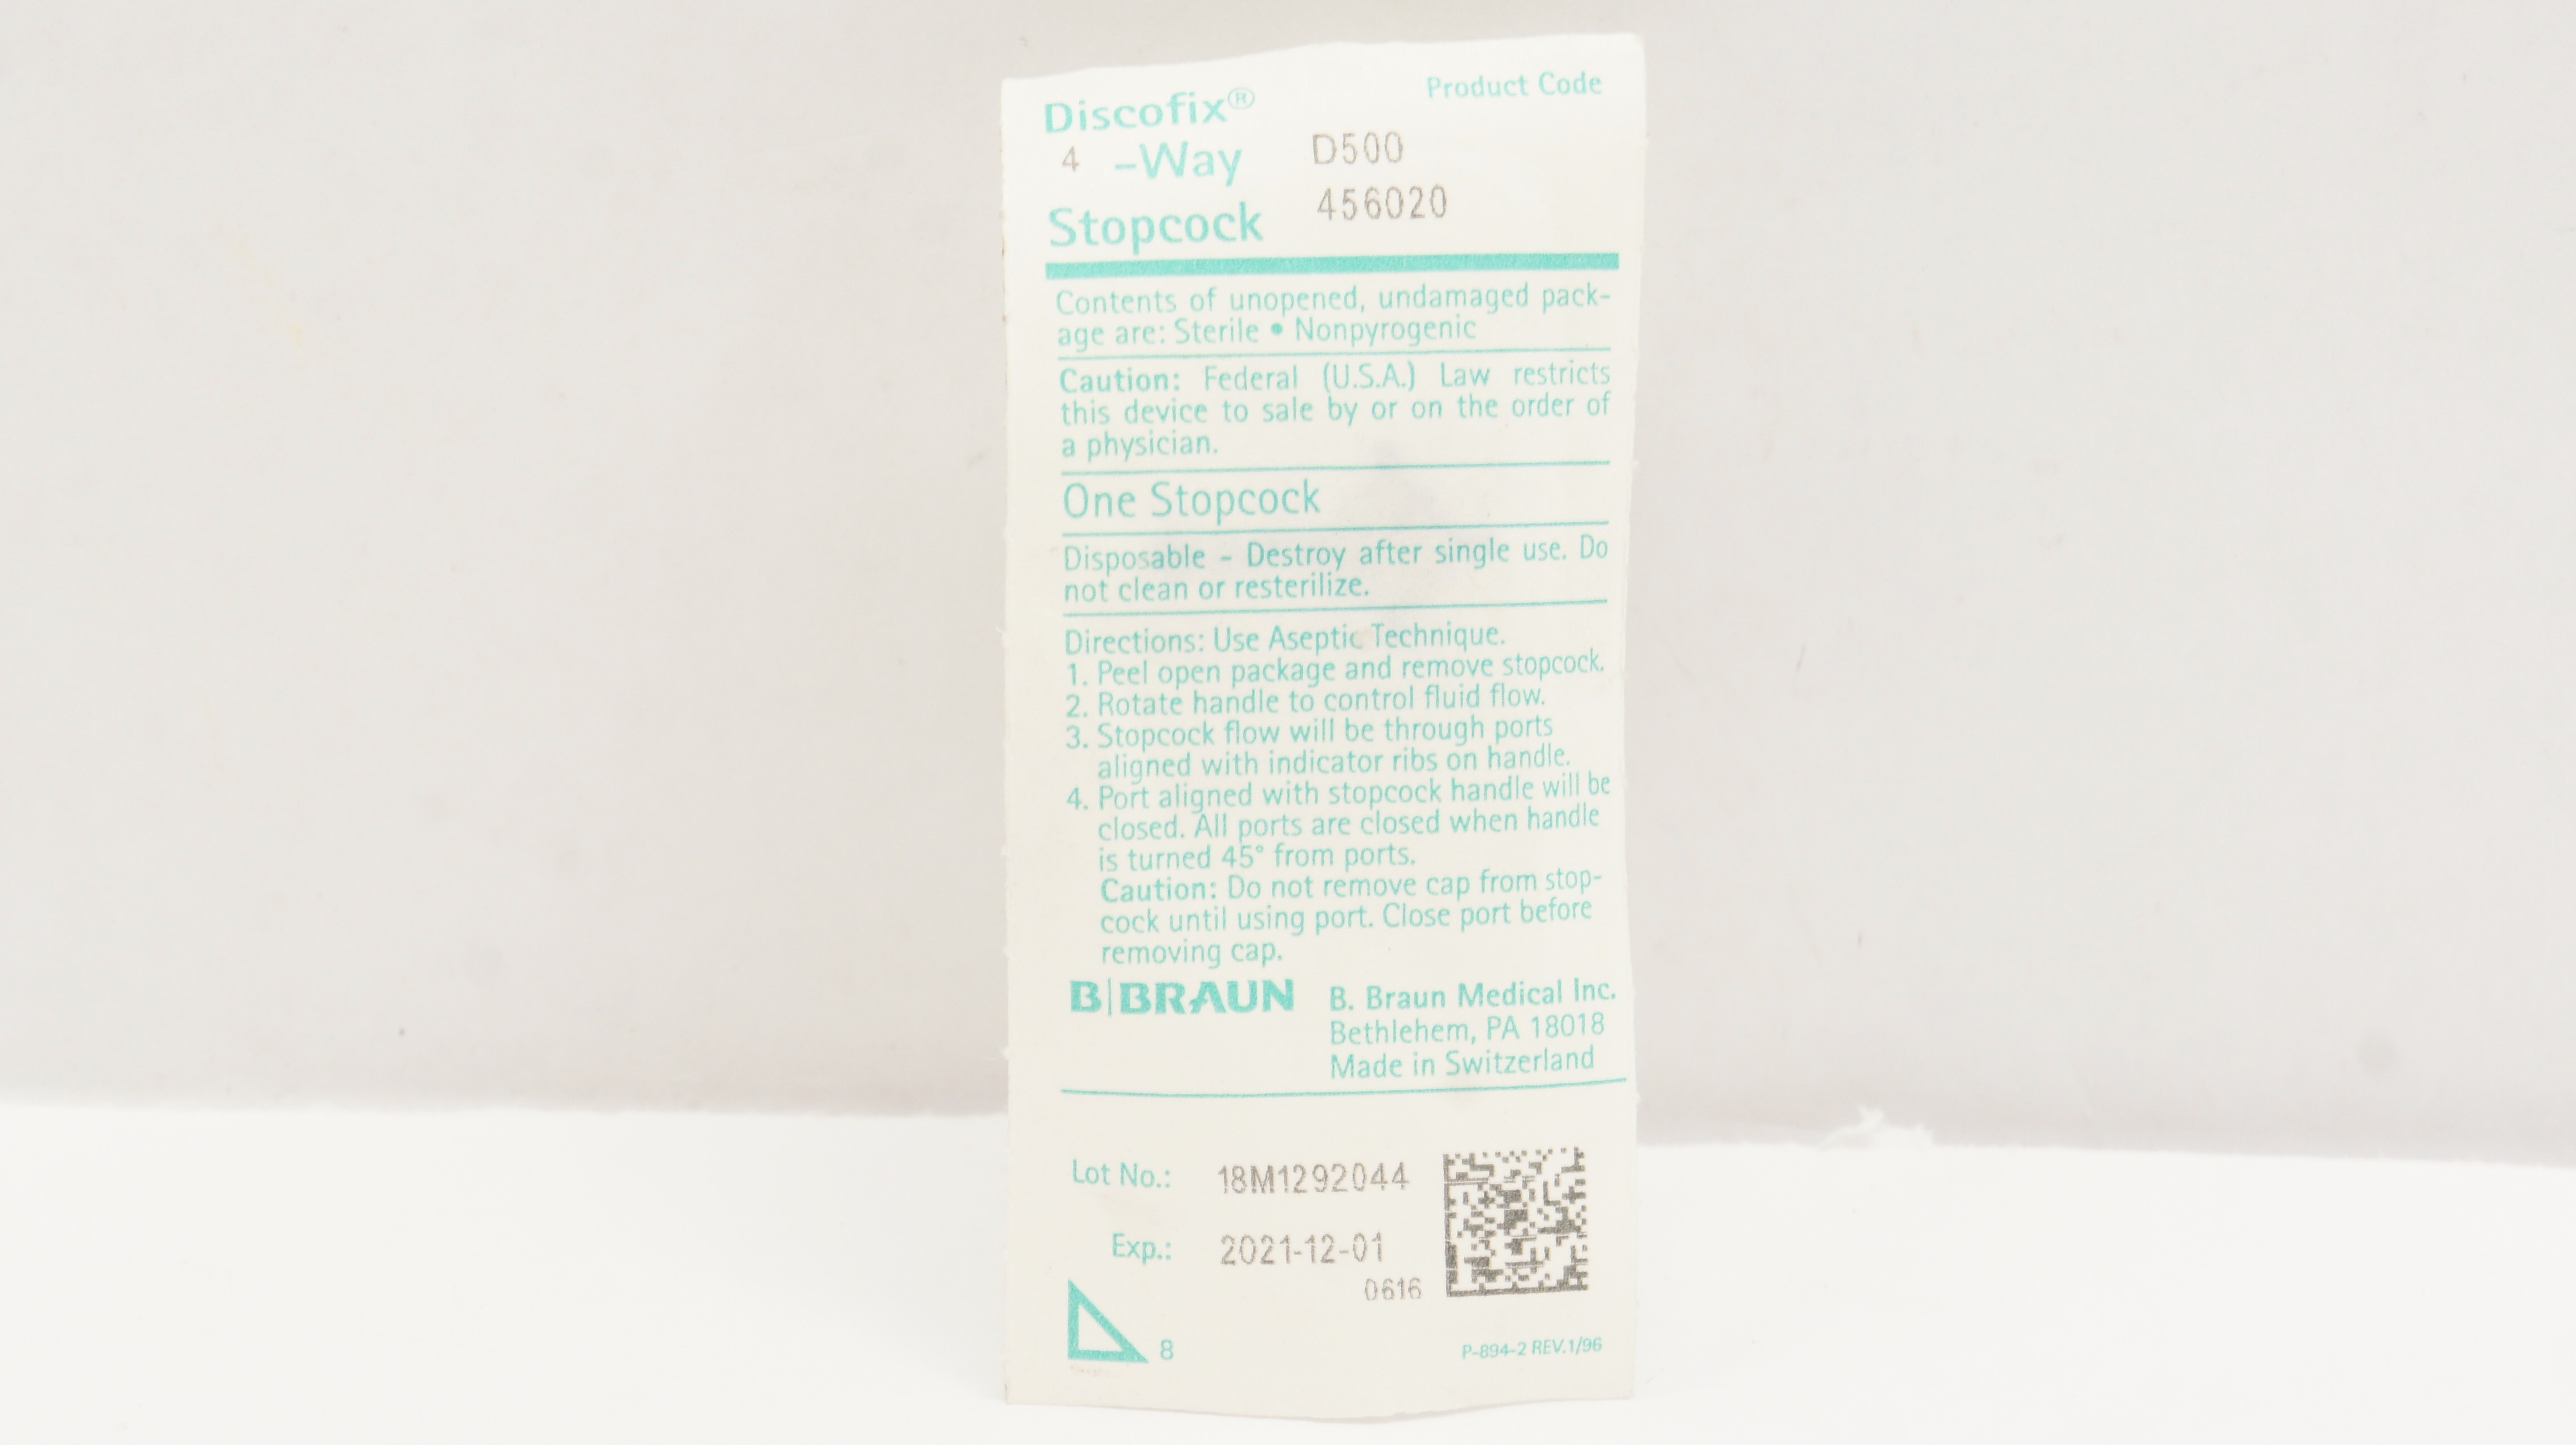 Discofix®
Product Code
4 -Way
D500
Stopcock
456020
Contents of unopened, undamaged pack-
age are: Sterile • Nonpyrogenic
Caution: Federal (U.S.A.) Law restricts
this device to sale by or on the order of
a physician.
One Stopcock
Disposable - Destroy after single use. Do
not clean or resterilize.
Directions: Use Aseptic Technique.
1. Peel open package and remove stopcock.
2. Rotate handle to control fluid flow.
3. Stopcock flow will be through ports
aligned with indicator ribs on handle.
4. Port aligned with stopcock handle will be
closed. All ports are closed when handle
is turned 45° from ports.
Caution: Do not remove cap from stop-
cock until using port. Close port before
removing cap.
B|BRAUN
B. Braun Medical Inc.
Bethlehem, PA 18018
Made in Switzerland
Lot No.: 18M1292044
Exp.: 2021-12-01
0616
8
P-894-2 REV.1/96